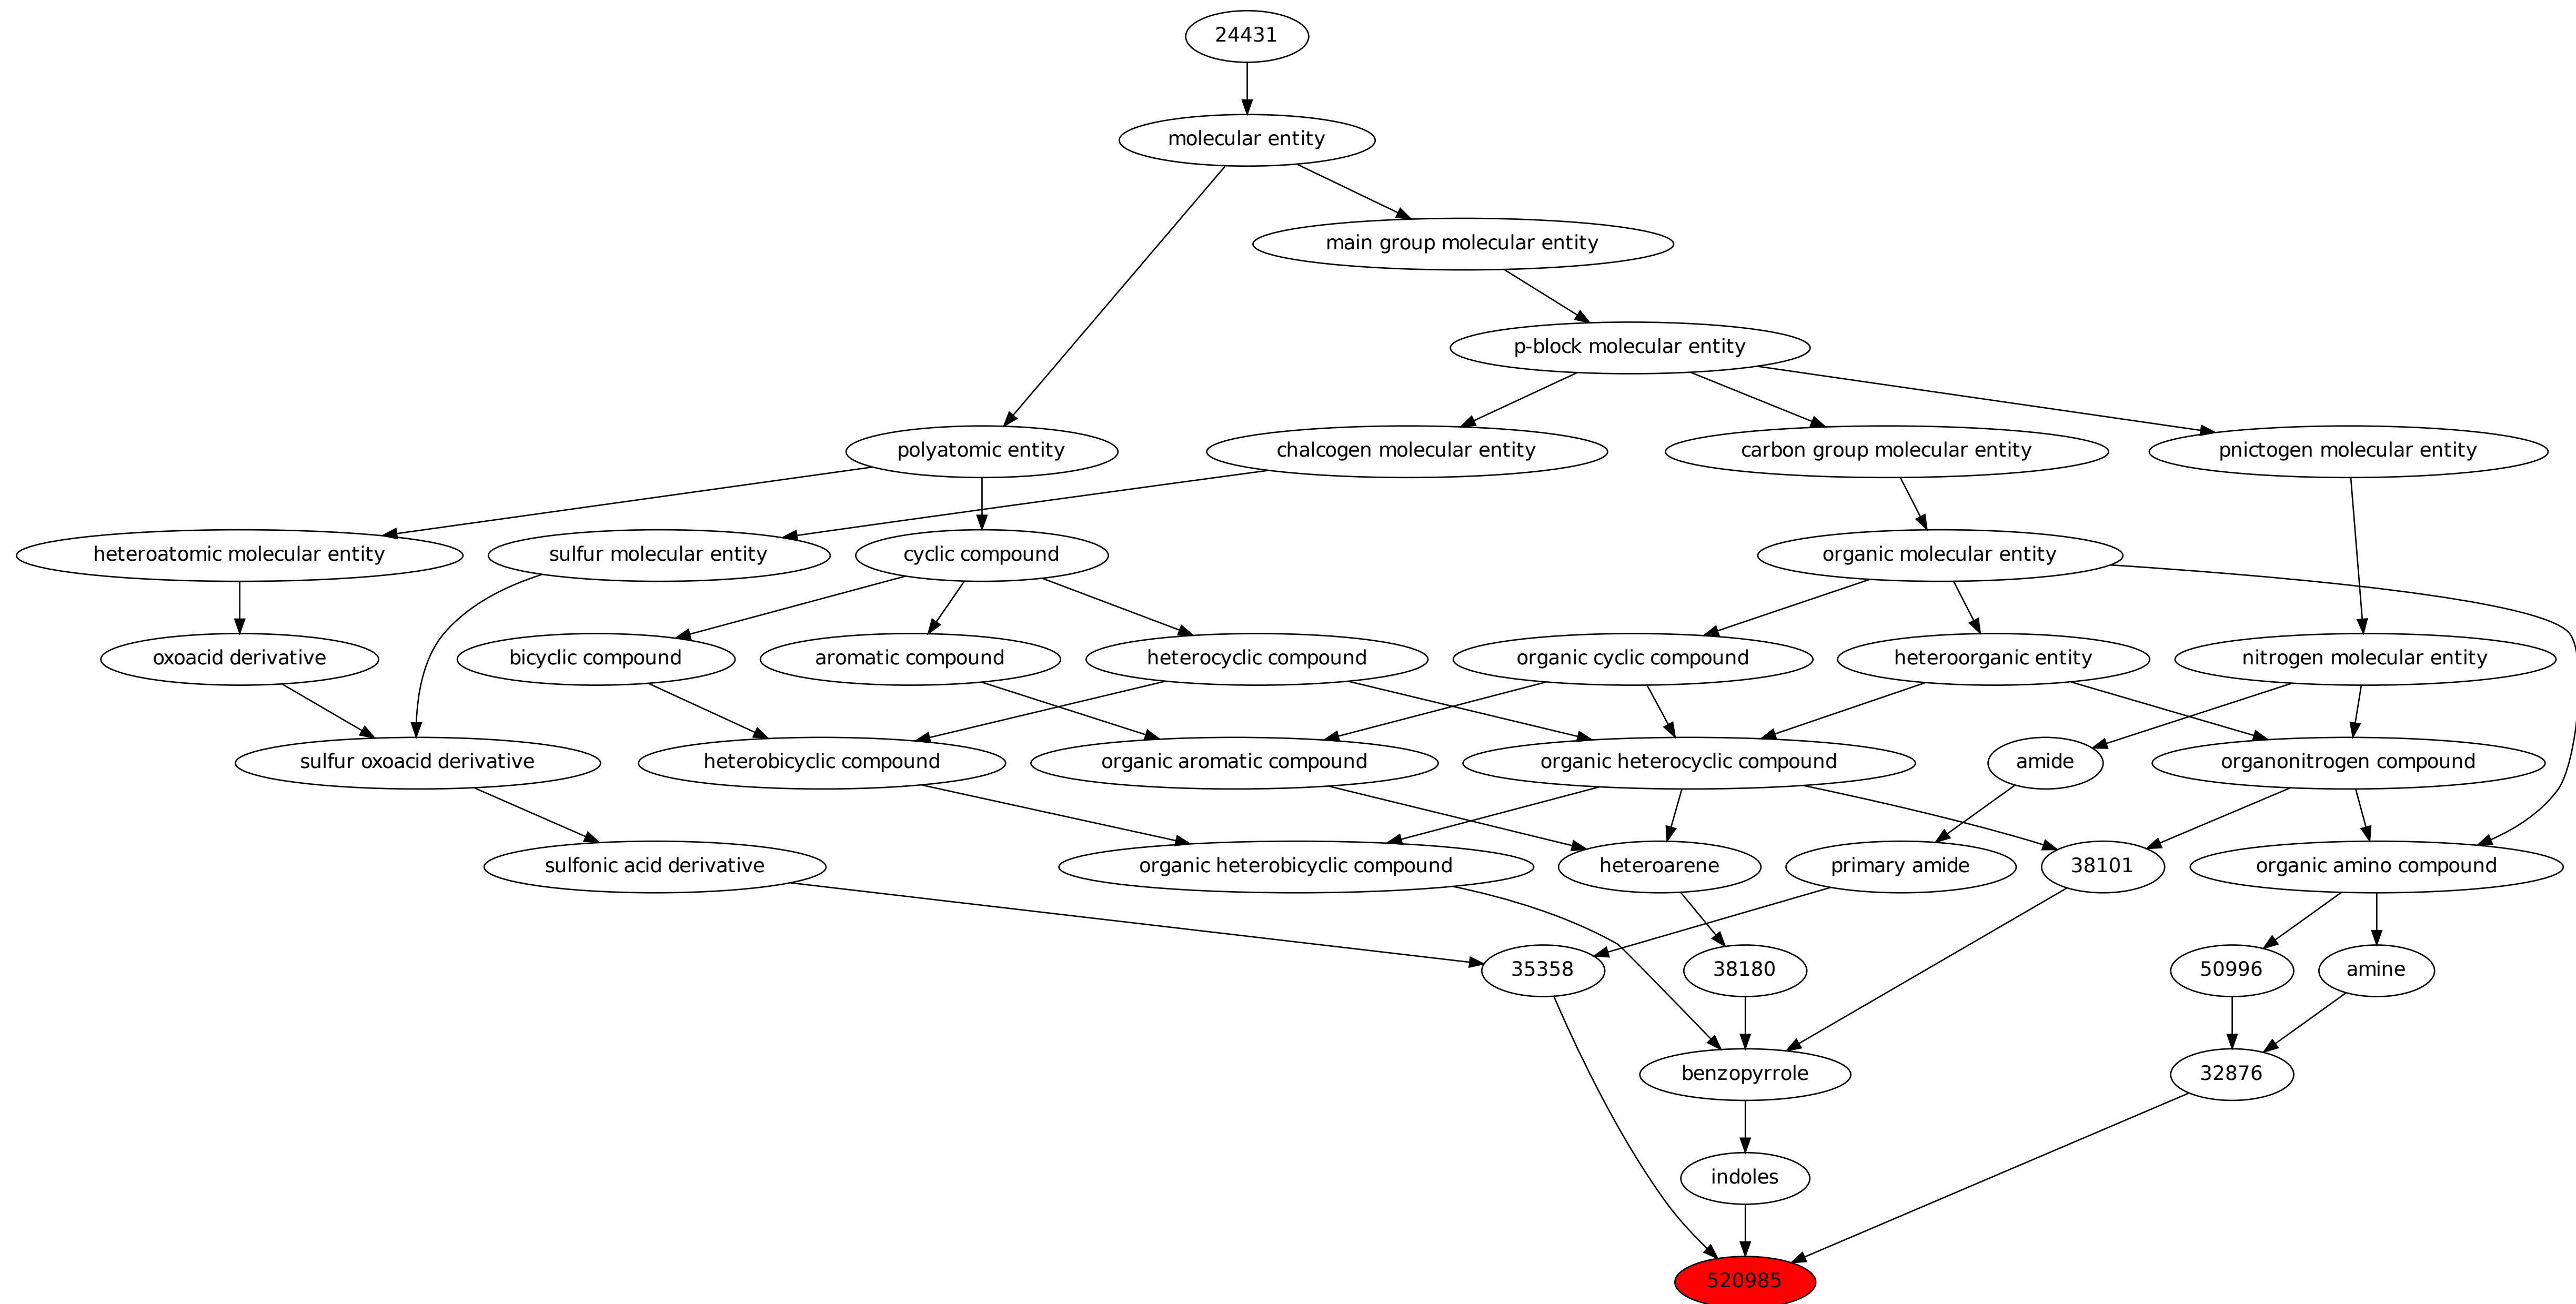 24431
molecular entity
main group molecular entity
p-block molecular entity
polyatomic entity
chalcogen molecular entity
carbon group molecular entity
pnictogen molecular entity
heteroatomic molecular entity
sulfur molecular entity
cyclic compound
organic molecular entity
oxoacid derivative
bicyclic compound
aromatic compound
heterocyclic compound
organic cyclic compound
heteroorganic entity
nitrogen molecular entity
sulfur oxoacid derivative
heterobicyclic compound
organic aromatic compound
organic heterocyclic compound
amide
organonitrogen compound
sulfonic acid derivative
organic heterobicyclic compound
heteroarene
primary amide
38101
organic amino compound
35358
38180
50996
amine
benzopyrrole
32876
indoles
520985